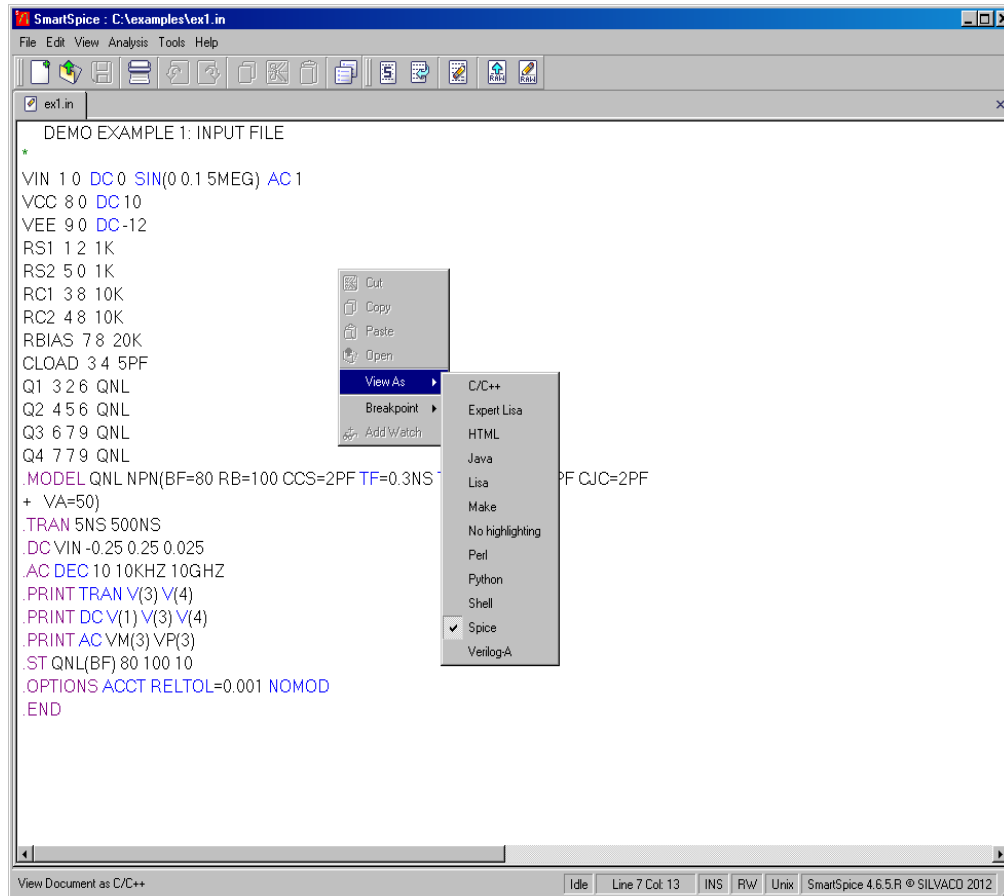 SmartSpice : C:\examples\ex1.in
File Edit View Analysis Tools Help
S RAW RAW
ex1.in
DEMO EXAMPLE 1: INPUT FILE
*
VIN 1 0 DC 0 SIN(0 0.1 5MEG) AC 1
VCC 8 0 DC 10
VEE 9 0 DC -12
RS1 1 2 1K
RS2 5 0 1K
RC1 3 8 10K
RC2 4 8 10K
RBIAS 7 8 20K
CLOAD 3 4 5PF
Q1 3 2 6 QNL
Q2 4 5 6 QNL
Q3 6 7 9 QNL
Q4 7 7 9 QNL
.MODEL QNL NPN(BF=80 RB=100 CCS=2PF TF=0.3NS PF CJC=2PF
+ VA=50)
.TRAN 5NS 500NS
.DC VIN -0.25 0.25 0.025
.AC DEC 10 10KHZ 10GHZ
.PRINT TRAN V(3) V(4)
.PRINT DC V(1) V(3) V(4)
.PRINT AC VM(3) VP(3)
.ST QNL(BF) 80 100 10
.OPTIONS ACCT RELTOL=0.001 NOMOD
.END
Cut
Copy
Paste
Open
View As
Breakpoint
Add Watch
C/C++
Expert Lisa
HTML
Java
Lisa
Make
No highlighting
Perl
Python
Shell
Spice
Verilog-A
View Document as C/C++
Idle Line 7 Col: 13 INS RW Unix SmartSpice 4.6.5.R © SILVACO 2012